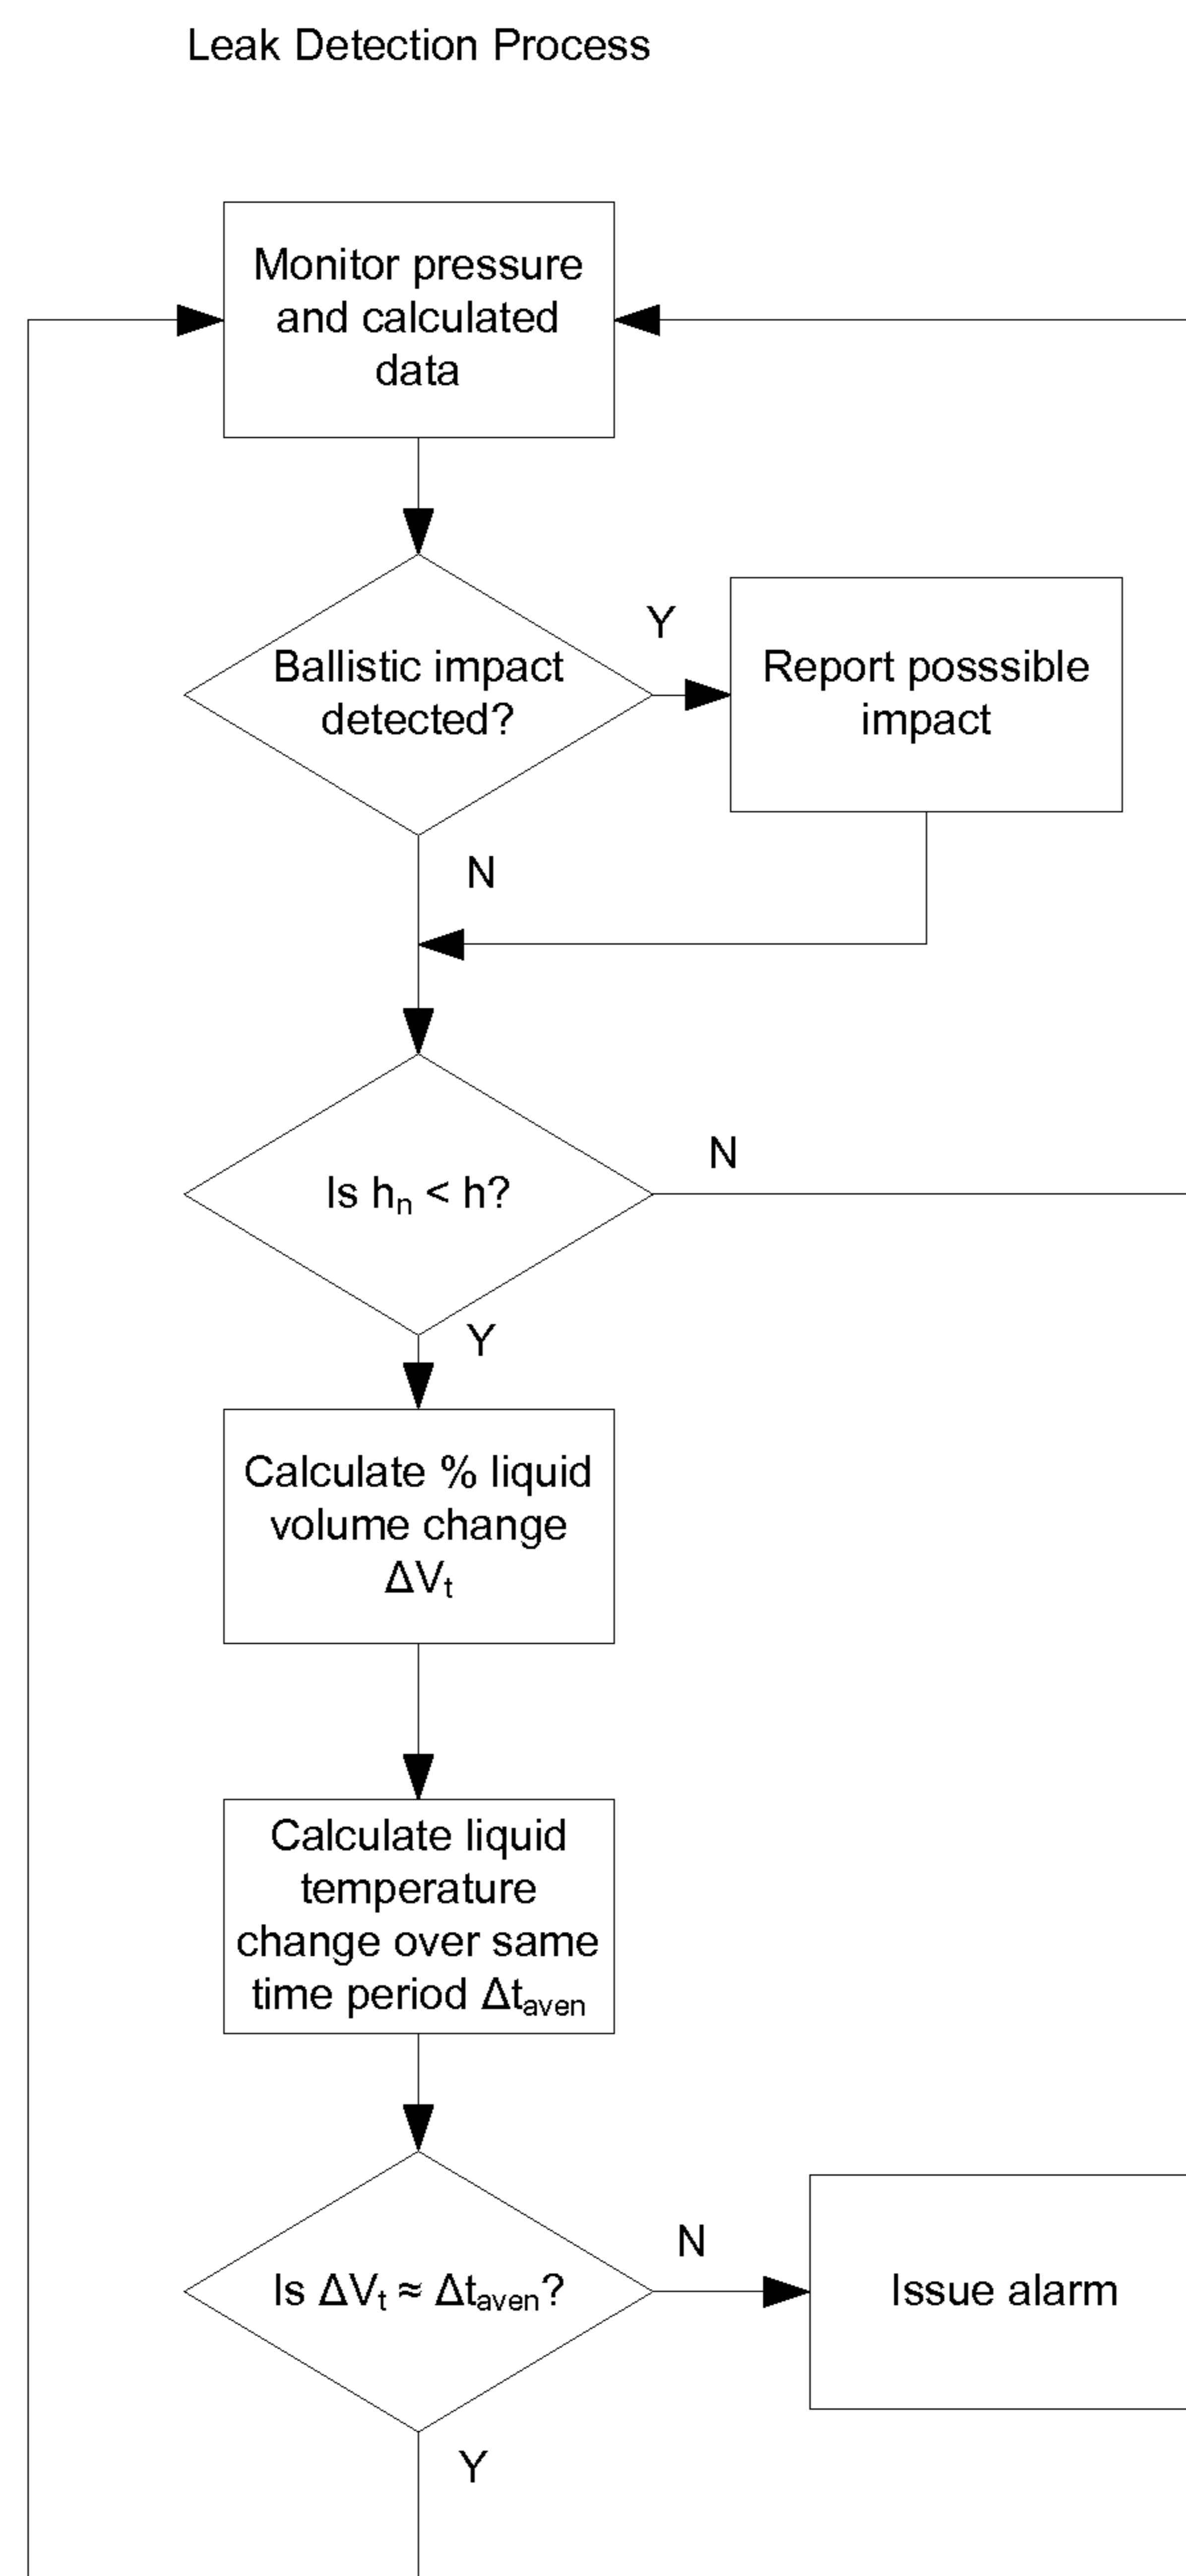 Leak Detection Process
Monitor pressure
and calculated
data
Ballistic impact
detected?
Y
Report posssible
impact
N
Is hₙ < h?
N
Y
Calculate % liquid
volume change
ΔVₜ
Calculate liquid
temperature
change over same
time period Δtₐᵥₑₙ
Is ΔVₜ ≈ Δtₐᵥₑₙ?
N
Issue alarm
Y